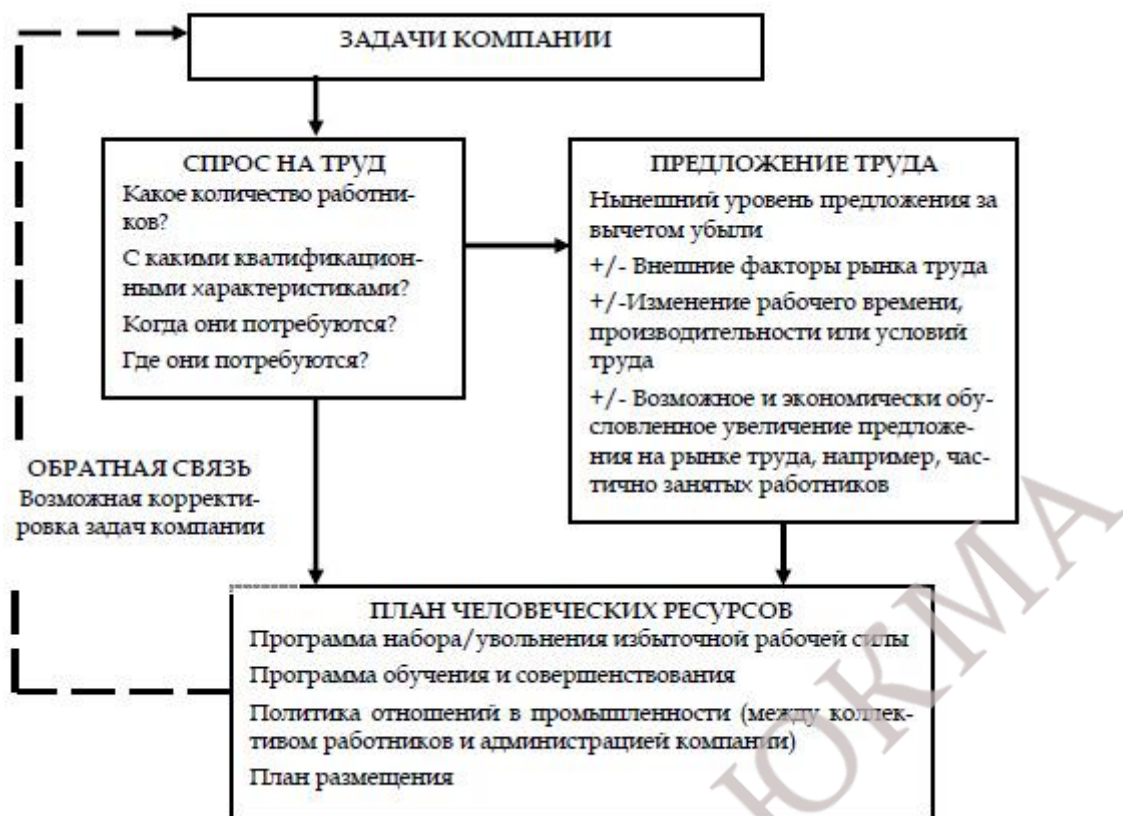 ЗАДАЧИ КОМПАНИИ
СПРОС НА ТРУД
Какое количество работни-
ков?
С какими квалификацион-
ными характеристиками?
Когда они потребуются?
Где они потребуются?
ПРЕДЛОЖЕНИЕ ТРУДА
Нынешний уровень предложения за
вычетом убыли
+/- Внешние факторы рынка труда
+/-Изменение рабочего времени,
производительности или условий
труда
+/- Возможное и экономически обу-
словленное увеличение предложе-
ния на рынке труда, например, час-
тично занятых работников
ОБРАТНАЯ СВЯЗЬ
Возможная корректи-
ровка задач компании
ПЛАН ЧЕЛОВЕЧЕСКИХ РЕСУРСОВ
Программа набора/увольнения избыточной рабочей силы
Программа обучения и совершенствования
Политика отношений в промышленности (между коллек-
тивом работников и администрацией компании)
План размещения
ЮКМА